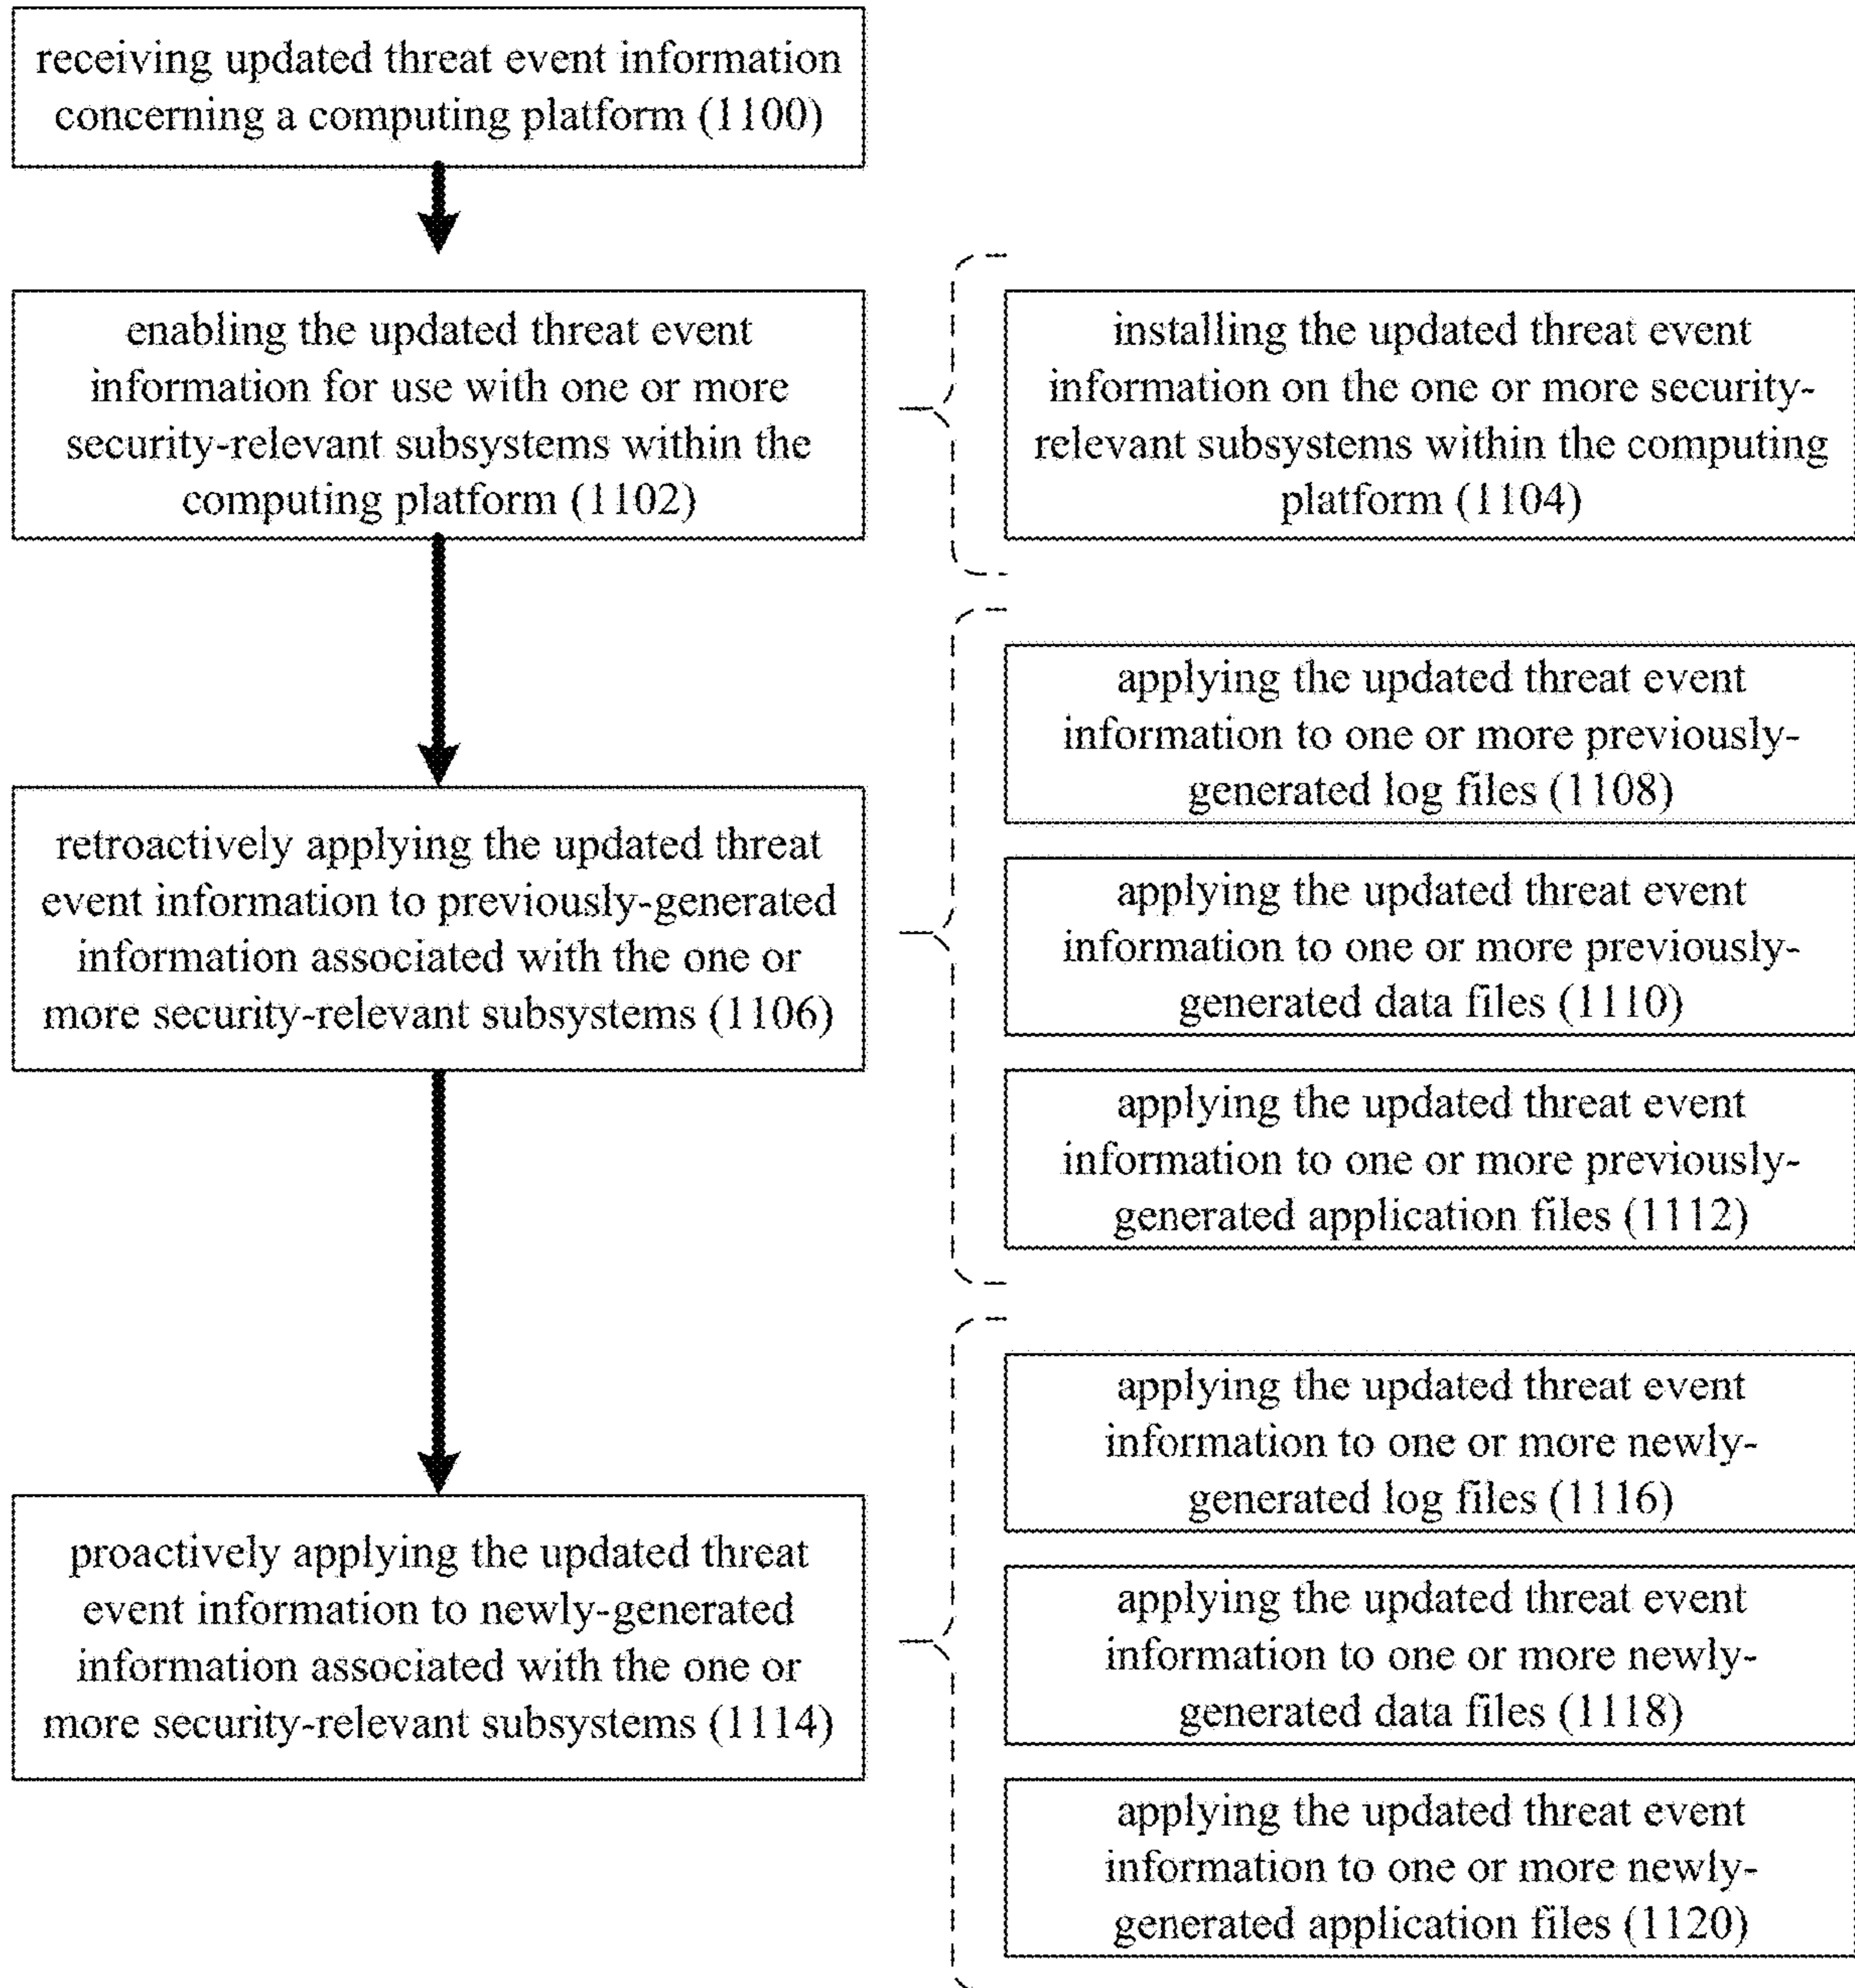 receiving updated threat event information
concerning a computing platform (1100)
enabling the updated threat event
information for use with one or more
security-relevant subsystems within the
computing platform (1102)
installing the updated threat event
information on the one or more security-
relevant subsystems within the computing
platform (1104)
retroactively applying the updated threat
event information to previously-generated
information associated with the one or
more security-relevant subsystems (1106)
applying the updated threat event
information to one or more previously-
generated log files (1108)
applying the updated threat event
information to one or more previously-
generated data files (1110)
applying the updated threat event
information to one or more previously-
generated application files (1112)
proactively applying the updated threat
event information to newly-generated
information associated with the one or
more security-relevant subsystems (1114)
applying the updated threat event
information to one or more newly-
generated log files (1116)
applying the updated threat event
information to one or more newly-
generated data files (1118)
applying the updated threat event
information to one or more newly-
generated application files (1120)